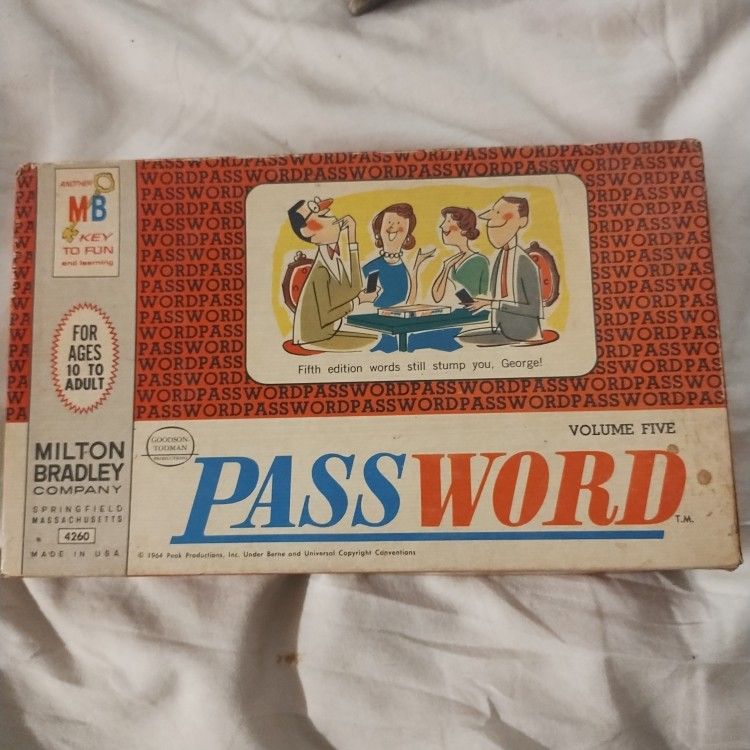 ANOTHER
MB
KEY
TO FUN
and learning
FOR
AGES
10 TO
ADULT
MILTON
BRADLEY
COMPANY
SPRINGFIELD
MASSACHUSETTS
4260
MADE IN USA
PASSWORDPASSWORDPASSWORDPASSWORDPASSWORDPASSWORDPASSW
Fifth edition words still stump you, George!
VOLUME FIVE
GOODSON
TODMAN
PRODUCTIONS
PASSWORD
T.M.
© 1964 Peak Productions, Inc. Under Berne and Universal Copyright Conventions